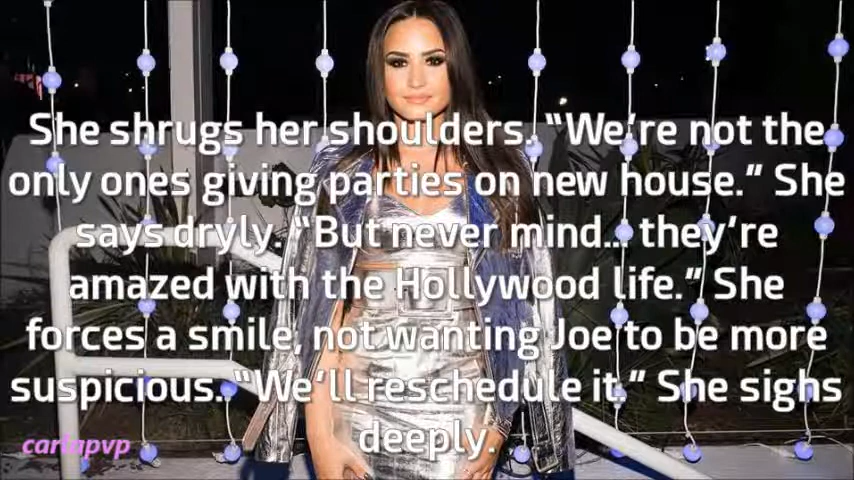 She shrugs her shoulders. “We’re not the
only ones giving parties on new house.” She
says dryly. “But never mind... they’re
amazed with the Hollywood life.” She
forces a smile, not wanting Joe to be more
suspicious. “We’ll reschedule it.” She sighs
deeply.
carlapvp